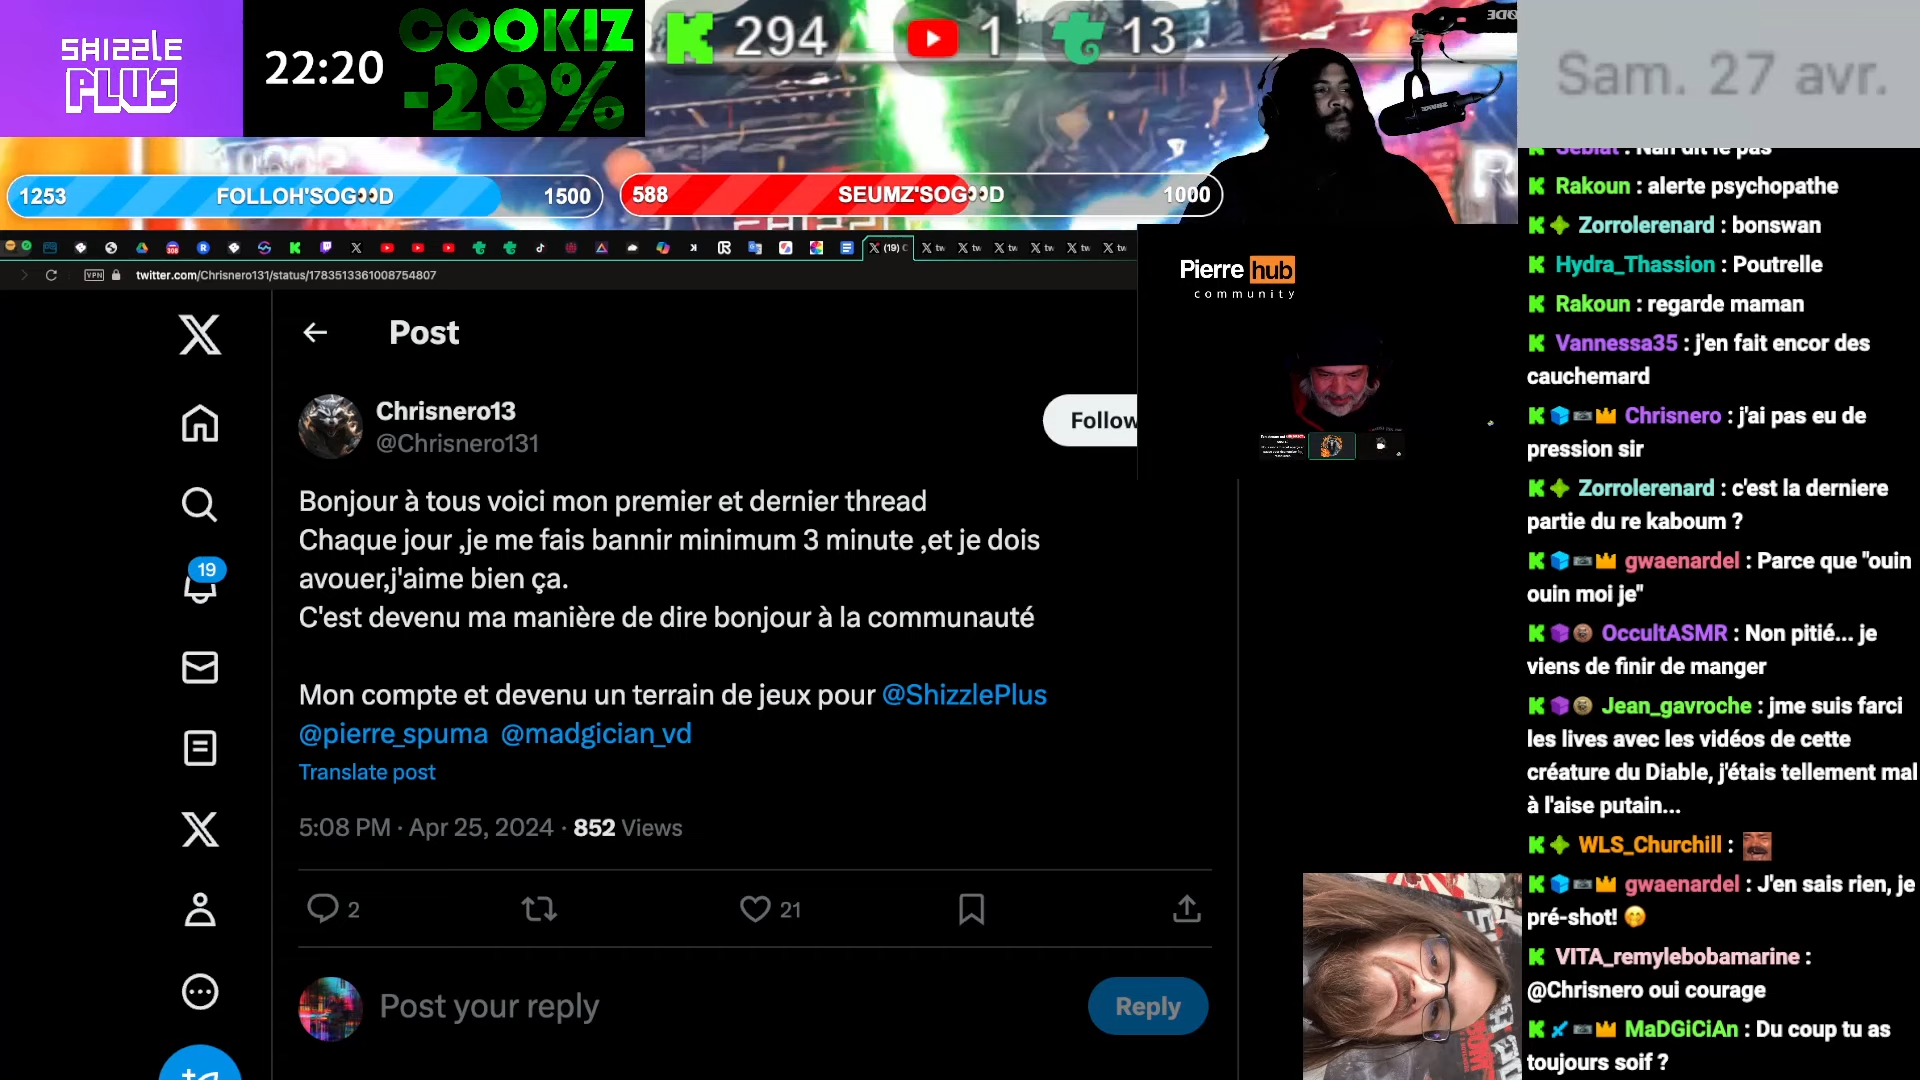 SHIZZLE
PLUS
22:20
COOKIZ
-20%
294
1
13
Sam. 27 avr.
1253 FOLLOH'SOG👀D 1500
588 SEUMZ'SOG👀D 1000
(19)
twitter.com/Chrisnero131/status/1783513361008754807
VPN
Post
Chrisnero13
@Chrisnero131
Follow
Bonjour à tous voici mon premier et dernier thread
Chaque jour ,je me fais bannir minimum 3 minute ,et je dois
avouer,j'aime bien ça.
C'est devenu ma manière de dire bonjour à la communauté
Mon compte et devenu un terrain de jeux pour @ShizzlePlus
@pierre_spuma @madgician_vd
Translate post
5:08 PM · Apr 25, 2024 · 852 Views
2
21
Post your reply
Reply
19
Pierre hub
community
Seblat : Nan dit le pas
Rakoun : alerte psychopathe
Zorrolerenard : bonswan
Hydra_Thassion : Poutrelle
Rakoun : regarde maman
Vannessa35 : j'en fait encor des
cauchemard
Chrisnero : j'ai pas eu de
pression sir
Zorrolerenard : c'est la derniere
partie du re kaboum ?
gwaenardel : Parce que "ouin
ouin moi je"
OccultASMR : Non pitié... je
viens de finir de manger
Jean_gavroche : jme suis farci
les lives avec les vidéos de cette
créature du Diable, j'étais tellement mal
à l'aise putain...
WLS_Churchill :
gwaenardel : J'en sais rien, je
pré-shot! 🤭
VITA_remylebobamarine :
@Chrisnero oui courage
MaDGiCiAn : Du coup tu as
toujours soif ?